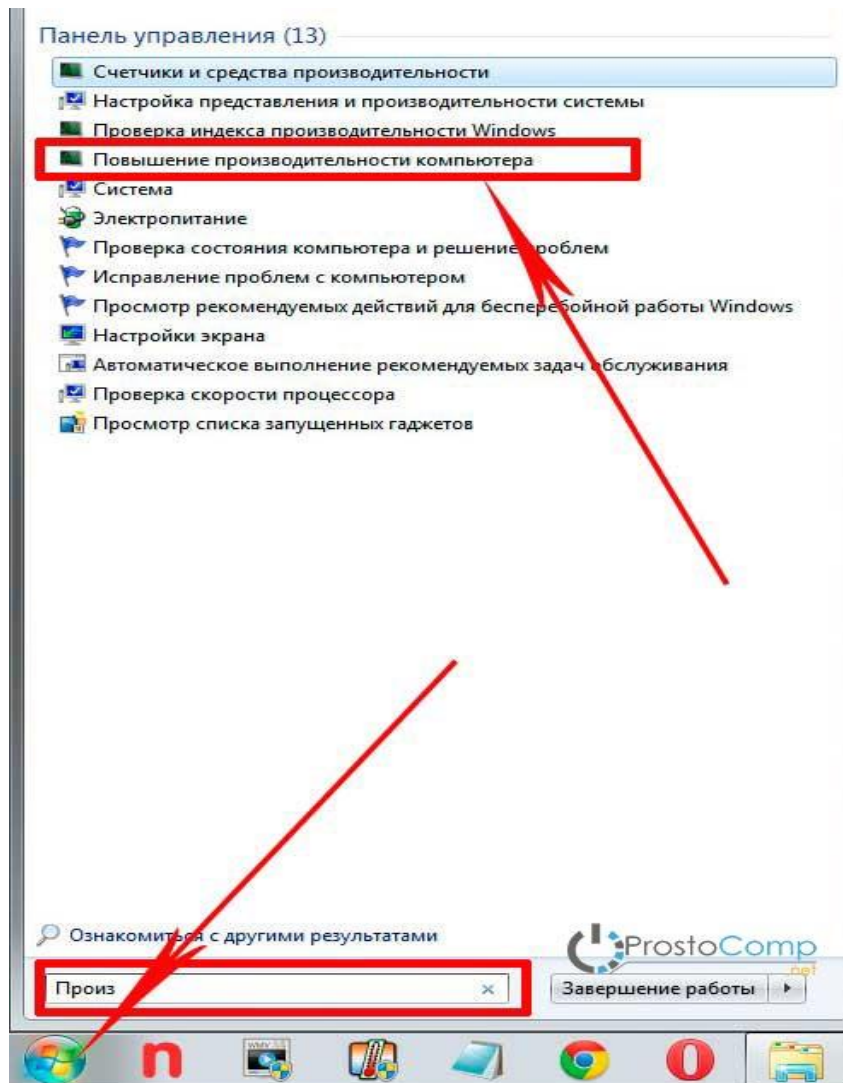 Панель управления (13)
Счетчики и средства производительности
Настройка представления и производительности системы
Проверка индекса производительности Windows
Повышение производительности компьютера
Система
Электропитание
Проверка состояния компьютера и решение проблем
Исправление проблем с компьютером
Просмотр рекомендуемых действий для бесперебойной работы Windows
Настройки экрана
Автоматическое выполнение рекомендуемых задач обслуживания
Проверка скорости процессора
Просмотр списка запущенных гаджетов
Ознакомиться с другими результатами
ProstoComp
.net
Произ
Завершение работы
n
WMV